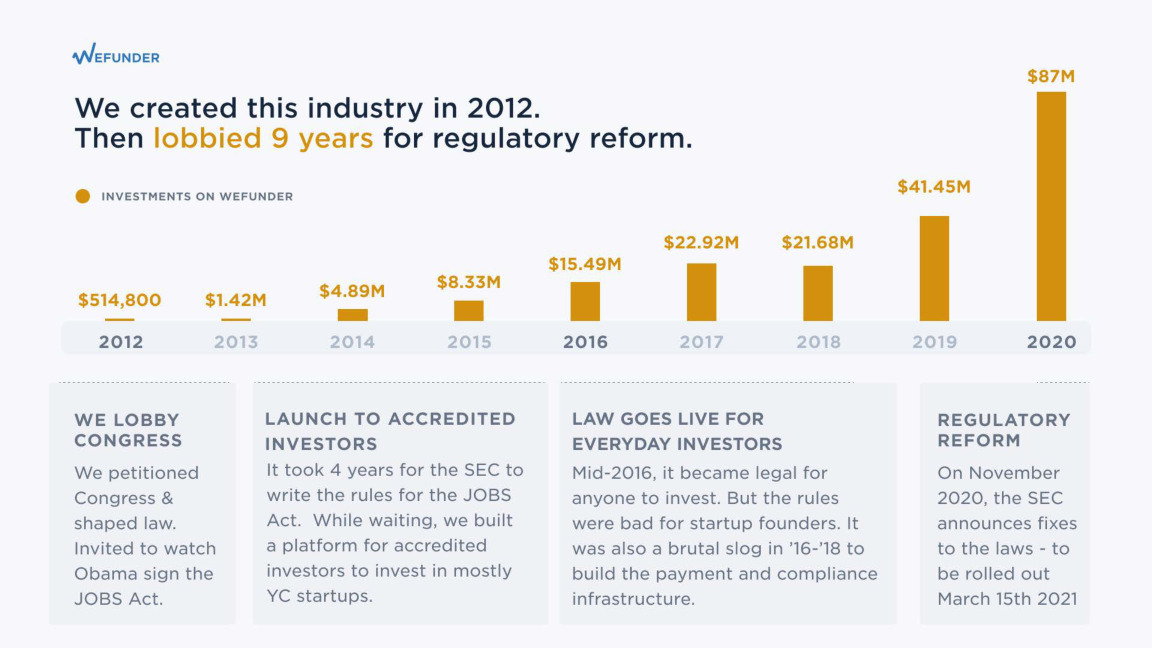 WEFUNDER
We created this industry in 2012.
Then lobbied 9 years for regulatory reform.
INVESTMENTS ON WEFUNDER
$514,800
$1.42M
$4.89M
$8.33M
$15.49M
$22.92M
$21.68M
$41.45M
$87M
2012
2013
2014
2015
2016
2017
2018
2019
2020
WE LOBBY
CONGRESS
We petitioned
Congress &
shaped law.
Invited to watch
Obama sign the
JOBS Act.
LAUNCH TO ACCREDITED
INVESTORS
It took 4 years for the SEC to
write the rules for the JOBS
Act.  While waiting, we built
a platform for accredited
investors to invest in mostly
YC startups.
LAW GOES LIVE FOR
EVERYDAY INVESTORS
Mid-2016, it became legal for
anyone to invest. But the rules
were bad for startup founders. It
was also a brutal slog in ’16-’18 to
build the payment and compliance
infrastructure.
REGULATORY
REFORM
On November
2020, the SEC
announces fixes
to the laws - to
be rolled out
March 15th 2021